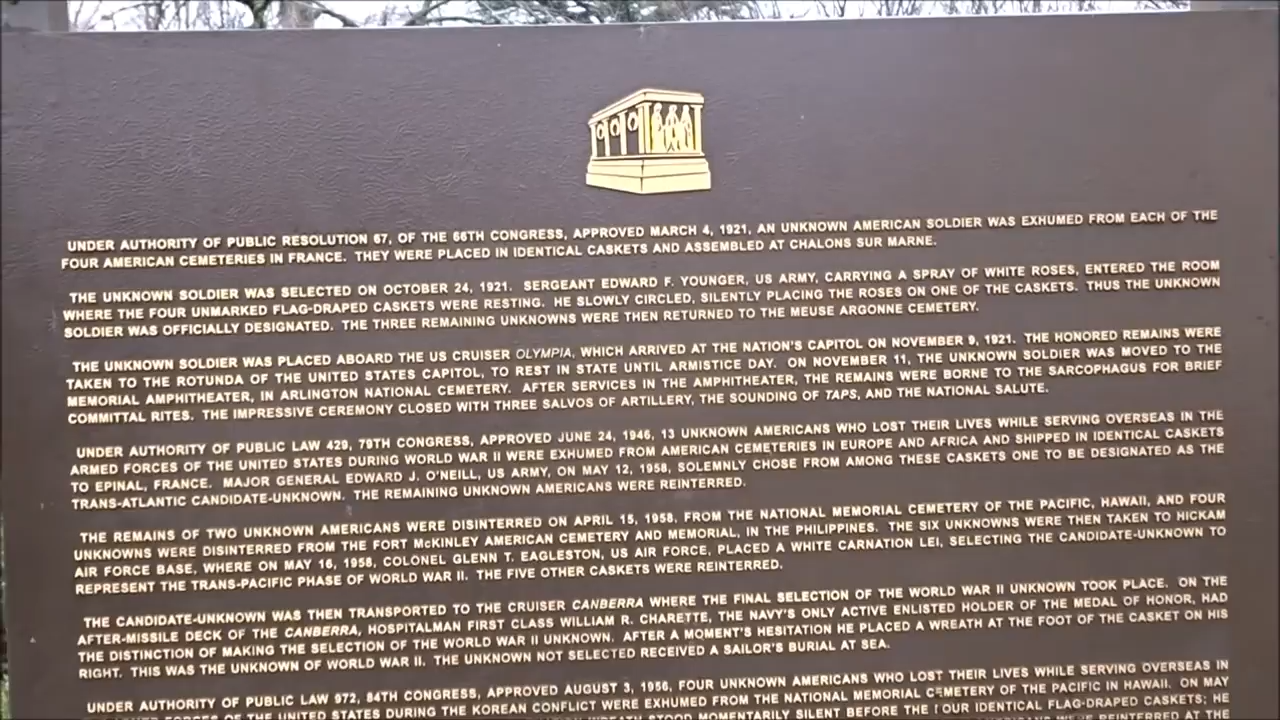 UNDER AUTHORITY OF PUBLIC RESOLUTION 67, OF THE 66TH CONGRESS, APPROVED MARCH 4, 1921, AN UNKNOWN AMERICAN SOLDIER WAS EXHUMED FROM EACH OF THE
FOUR AMERICAN CEMETERIES IN FRANCE. THEY WERE PLACED IN IDENTICAL CASKETS AND ASSEMBLED AT CHALONS SUR MARNE.
THE UNKNOWN SOLDIER WAS SELECTED ON OCTOBER 24, 1921. SERGEANT EDWARD F. YOUNGER, US ARMY, CARRYING A SPRAY OF WHITE ROSES, ENTERED THE ROOM
WHERE THE FOUR UNMARKED FLAG-DRAPED CASKETS WERE RESTING. HE SLOWLY CIRCLED, SILENTLY PLACING THE ROSES ON ONE OF THE CASKETS. THUS THE UNKNOWN
SOLDIER WAS OFFICIALLY DESIGNATED. THE THREE REMAINING UNKNOWNS WERE THEN RETURNED TO THE MEUSE ARGONNE CEMETERY.
THE UNKNOWN SOLDIER WAS PLACED ABOARD THE US CRUISER OLYMPIA, WHICH ARRIVED AT THE NATION'S CAPITOL ON NOVEMBER 9, 1921. THE HONORED REMAINS WERE
TAKEN TO THE ROTUNDA OF THE UNITED STATES CAPITOL, TO REST IN STATE UNTIL ARMISTICE DAY. ON NOVEMBER 11, THE UNKNOWN SOLDIER WAS MOVED TO THE
MEMORIAL AMPHITHEATER, IN ARLINGTON NATIONAL CEMETERY. AFTER SERVICES IN THE AMPHITHEATER, THE REMAINS WERE BORNE TO THE SARCOPHAGUS FOR BRIEF
COMMITTAL RITES. THE IMPRESSIVE CEREMONY CLOSED WITH THREE SALVOS OF ARTILLERY, THE SOUNDING OF TAPS, AND THE NATIONAL SALUTE.
UNDER AUTHORITY OF PUBLIC LAW 429, 79TH CONGRESS, APPROVED JUNE 24, 1946, 13 UNKNOWN AMERICANS WHO LOST THEIR LIVES WHILE SERVING OVERSEAS IN THE
ARMED FORCES OF THE UNITED STATES DURING WORLD WAR II WERE EXHUMED FROM AMERICAN CEMETERIES IN EUROPE AND AFRICA AND SHIPPED IN IDENTICAL CASKETS
TO EPINAL, FRANCE. MAJOR GENERAL EDWARD J. O'NEILL, US ARMY, ON MAY 12, 1958, SOLEMNLY CHOSE FROM AMONG THESE CASKETS ONE TO BE DESIGNATED AS THE
TRANS-ATLANTIC CANDIDATE-UNKNOWN. THE REMAINING UNKNOWN AMERICANS WERE REINTERRED.
THE REMAINS OF TWO UNKNOWN AMERICANS WERE DISINTERRED ON APRIL 15, 1958, FROM THE NATIONAL MEMORIAL CEMETERY OF THE PACIFIC, HAWAII, AND FOUR
UNKNOWNS WERE DISINTERRED FROM THE FORT McKINLEY AMERICAN CEMETERY AND MEMORIAL, IN THE PHILIPPINES. THE SIX UNKNOWNS WERE THEN TAKEN TO HICKAM
AIR FORCE BASE, WHERE ON MAY 16, 1958, COLONEL GLENN T. EAGLESTON, US AIR FORCE, PLACED A WHITE CARNATION LEI, SELECTING THE CANDIDATE-UNKNOWN TO
REPRESENT THE TRANS-PACIFIC PHASE OF WORLD WAR II. THE FIVE OTHER CASKETS WERE REINTERRED.
THE CANDIDATE-UNKNOWN WAS THEN TRANSPORTED TO THE CRUISER CANBERRA WHERE THE FINAL SELECTION OF THE WORLD WAR II UNKNOWN TOOK PLACE. ON THE
AFTER-MISSILE DECK OF THE CANBERRA, HOSPITALMAN FIRST CLASS WILLIAM R. CHARETTE, THE NAVY'S ONLY ACTIVE ENLISTED HOLDER OF THE MEDAL OF HONOR, HAD
THE DISTINCTION OF MAKING THE SELECTION OF THE WORLD WAR II UNKNOWN. AFTER A MOMENT'S HESITATION HE PLACED A WREATH AT THE FOOT OF THE CASKET ON HIS
RIGHT. THIS WAS THE UNKNOWN OF WORLD WAR II. THE UNKNOWN NOT SELECTED RECEIVED A SAILOR'S BURIAL AT SEA.
UNDER AUTHORITY OF PUBLIC LAW 972, 84TH CONGRESS, APPROVED AUGUST 3, 1956, FOUR UNKNOWN AMERICANS WHO LOST THEIR LIVES WHILE SERVING OVERSEAS IN
FORCES OF THE UNITED STATES DURING THE KOREAN CONFLICT WERE EXHUMED FROM THE NATIONAL MEMORIAL CEMETERY OF THE PACIFIC IN HAWAII. ON MAY
WREATH STOOD MOMENTARILY SILENT BEFORE THE FOUR IDENTICAL FLAG-DRAPED CASKETS; HE
WERE REINTERRED AT THE